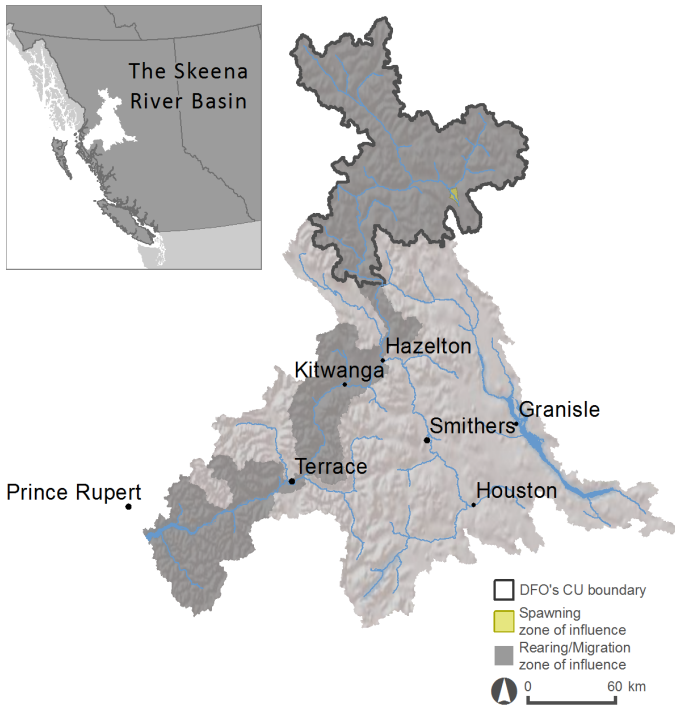 The Skeena
River Basin
Hazelton
Kitwanga
Granisle
Smithers
Terrace
Prince Rupert
Houston
DFO's CU boundary
Spawning
zone of influence
Rearing/Migration
zone of influence
0 60 km